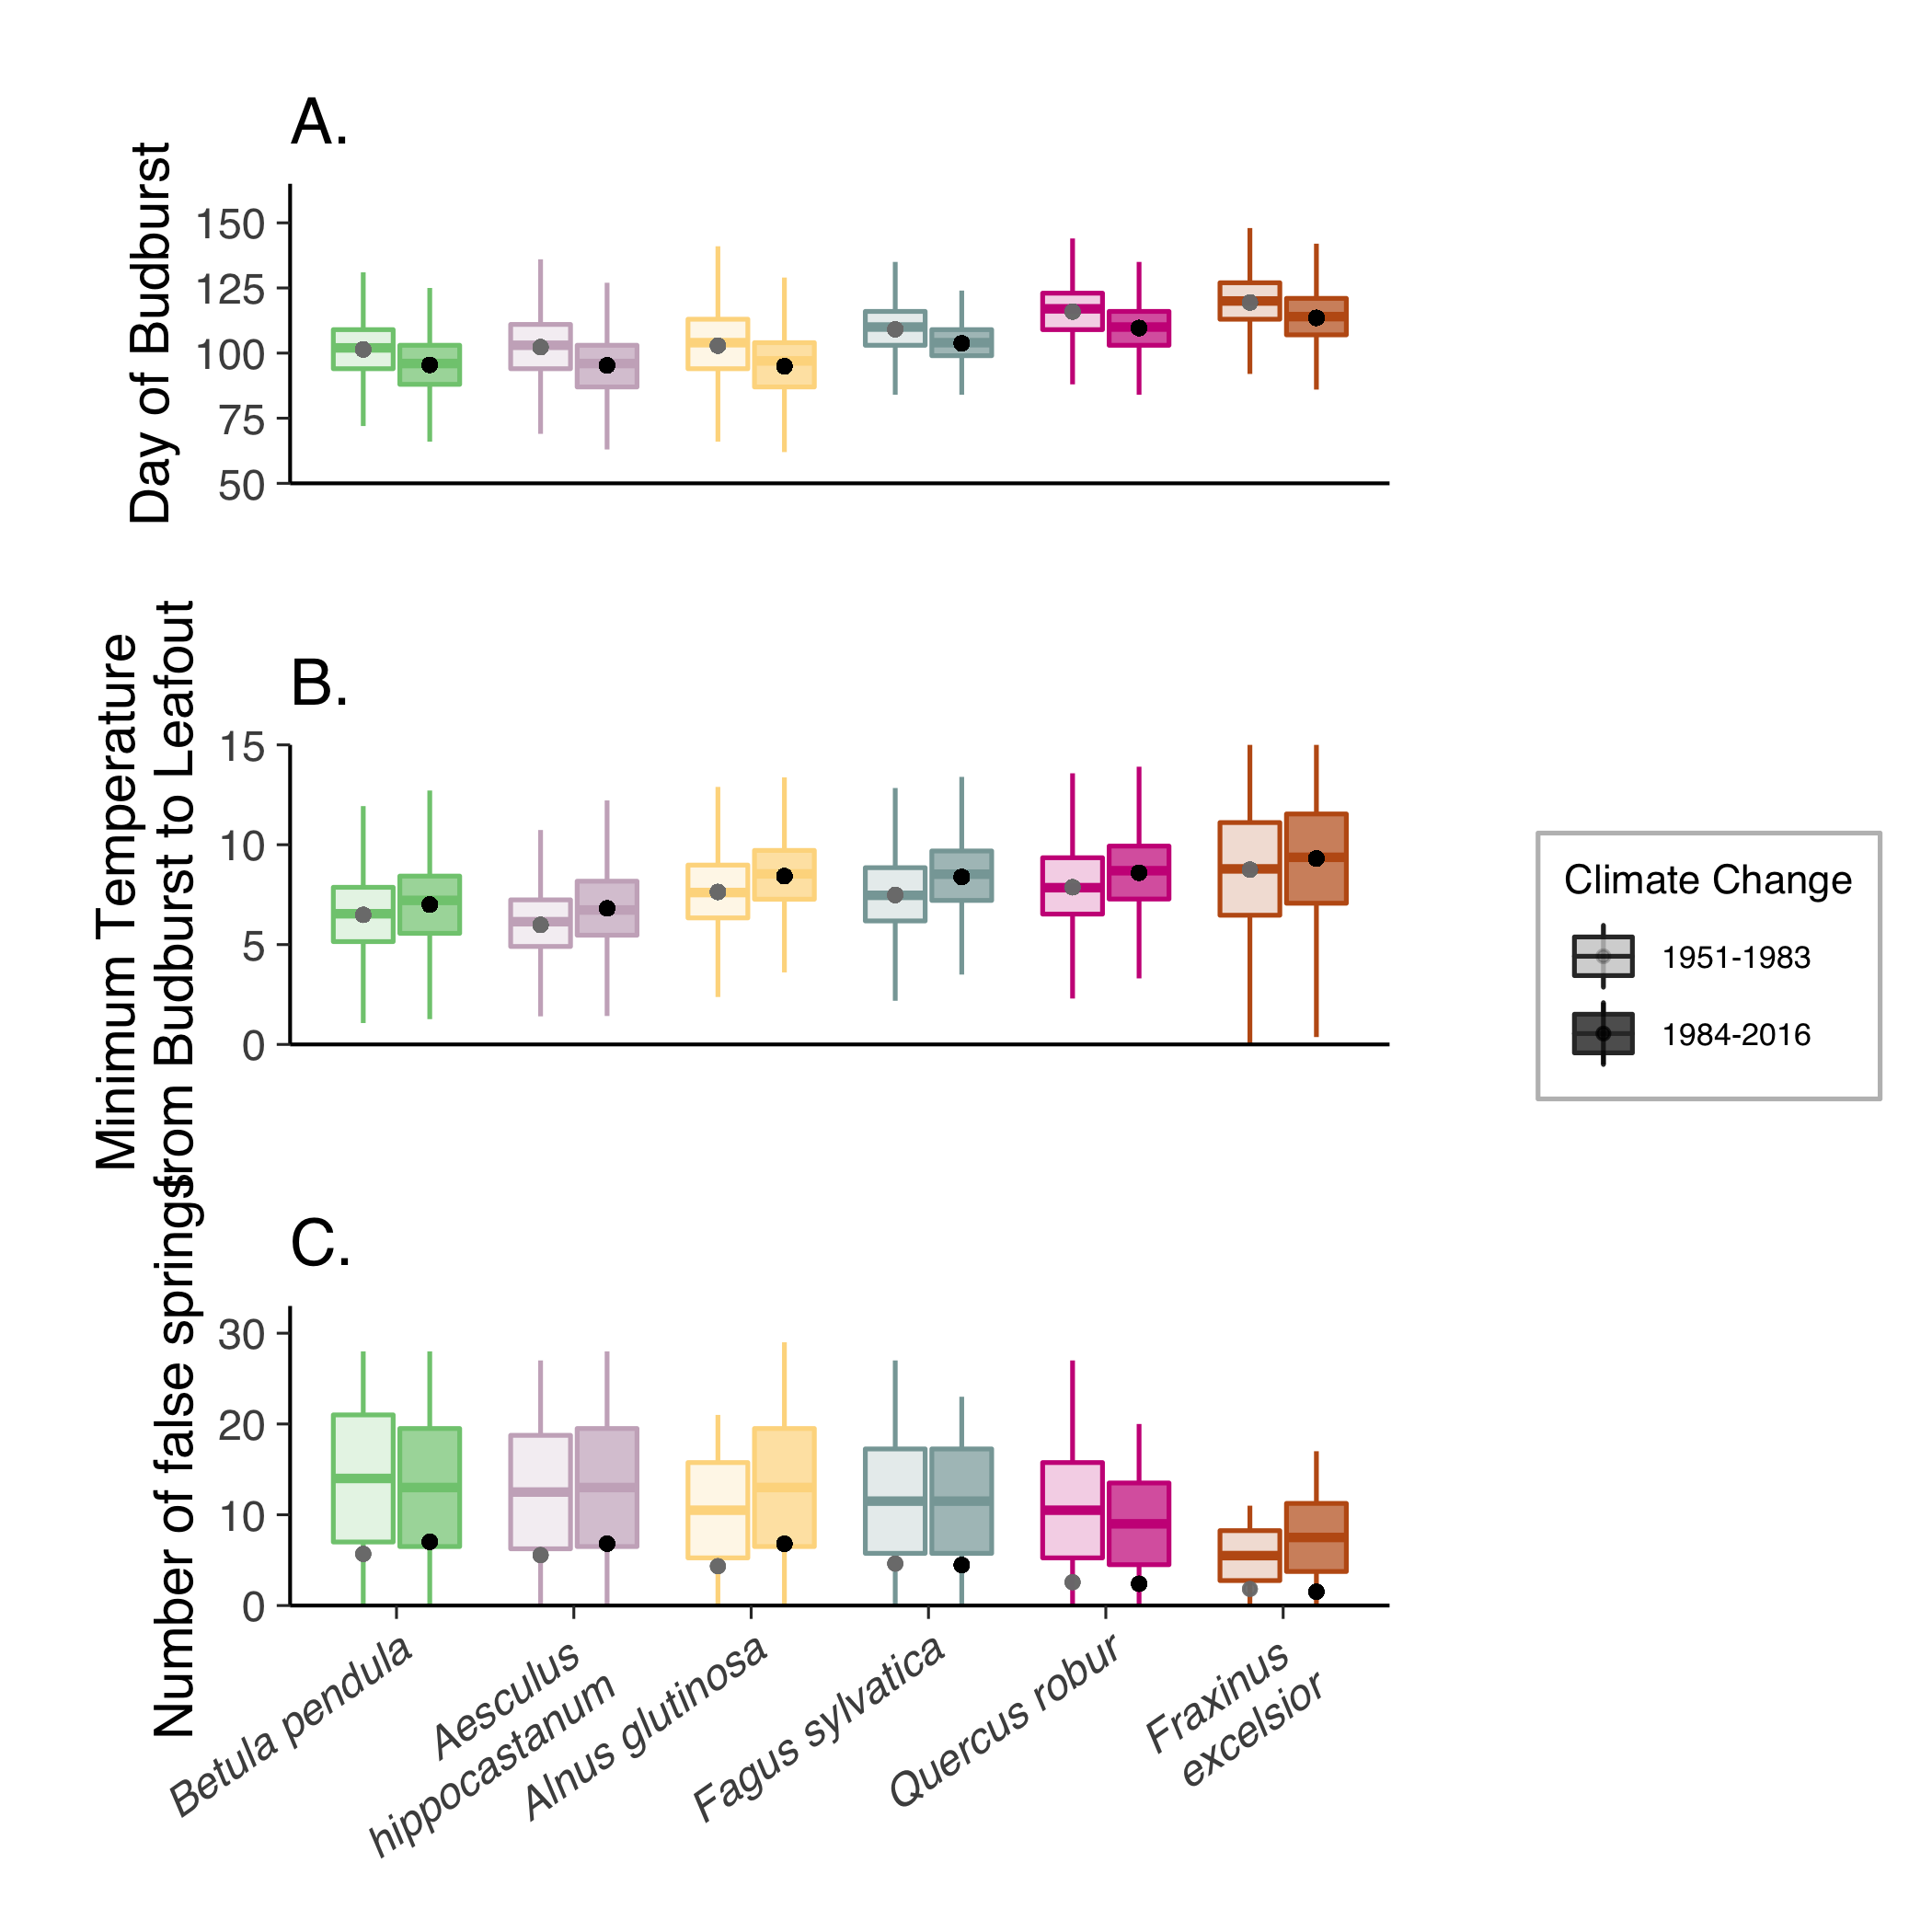 A.
Day of Budburst
150
125
100
75
50
B.
Minimum Temperature
from Budburst to Leafout
15
10
5
0
C.
Number of false springs
30
20
10
0
Betula pendula
Aesculus
hippocastanum
Alnus glutinosa
Fagus sylvatica
Quercus robur
Fraxinus
excelsior
Climate Change
1951-1983
1984-2016